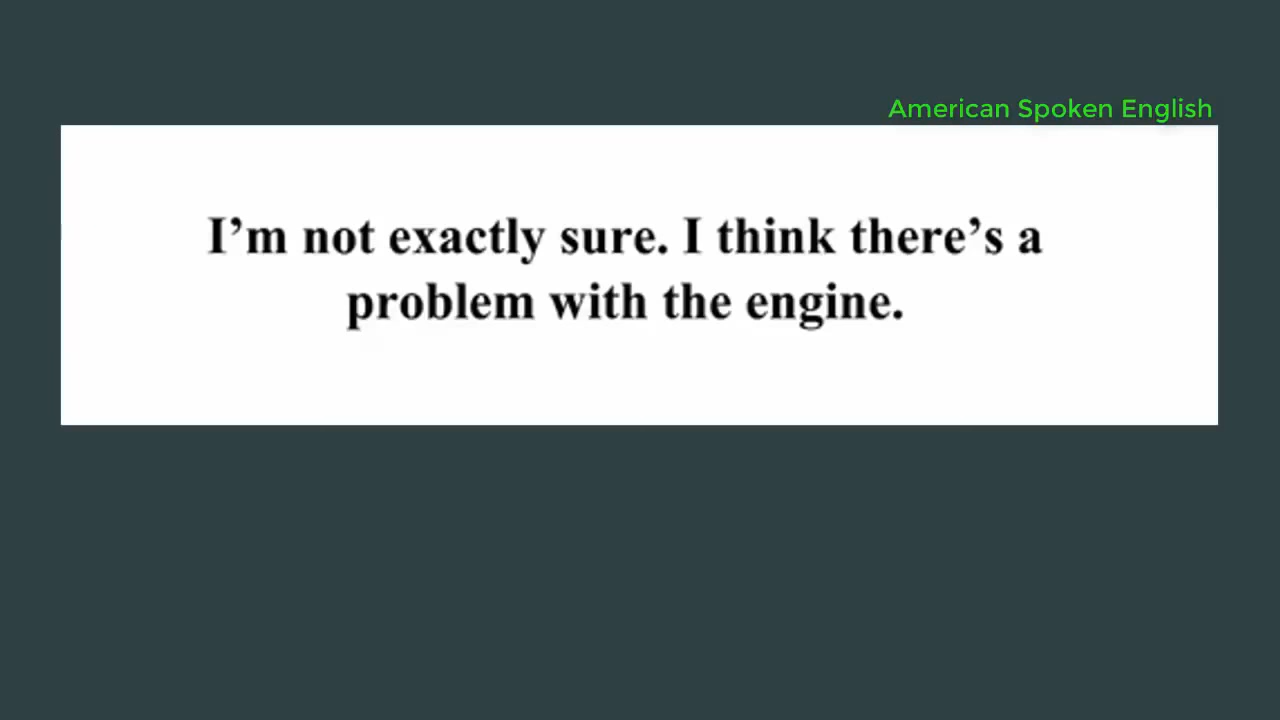 American Spoken English
I’m not exactly sure. I think there’s a
problem with the engine.